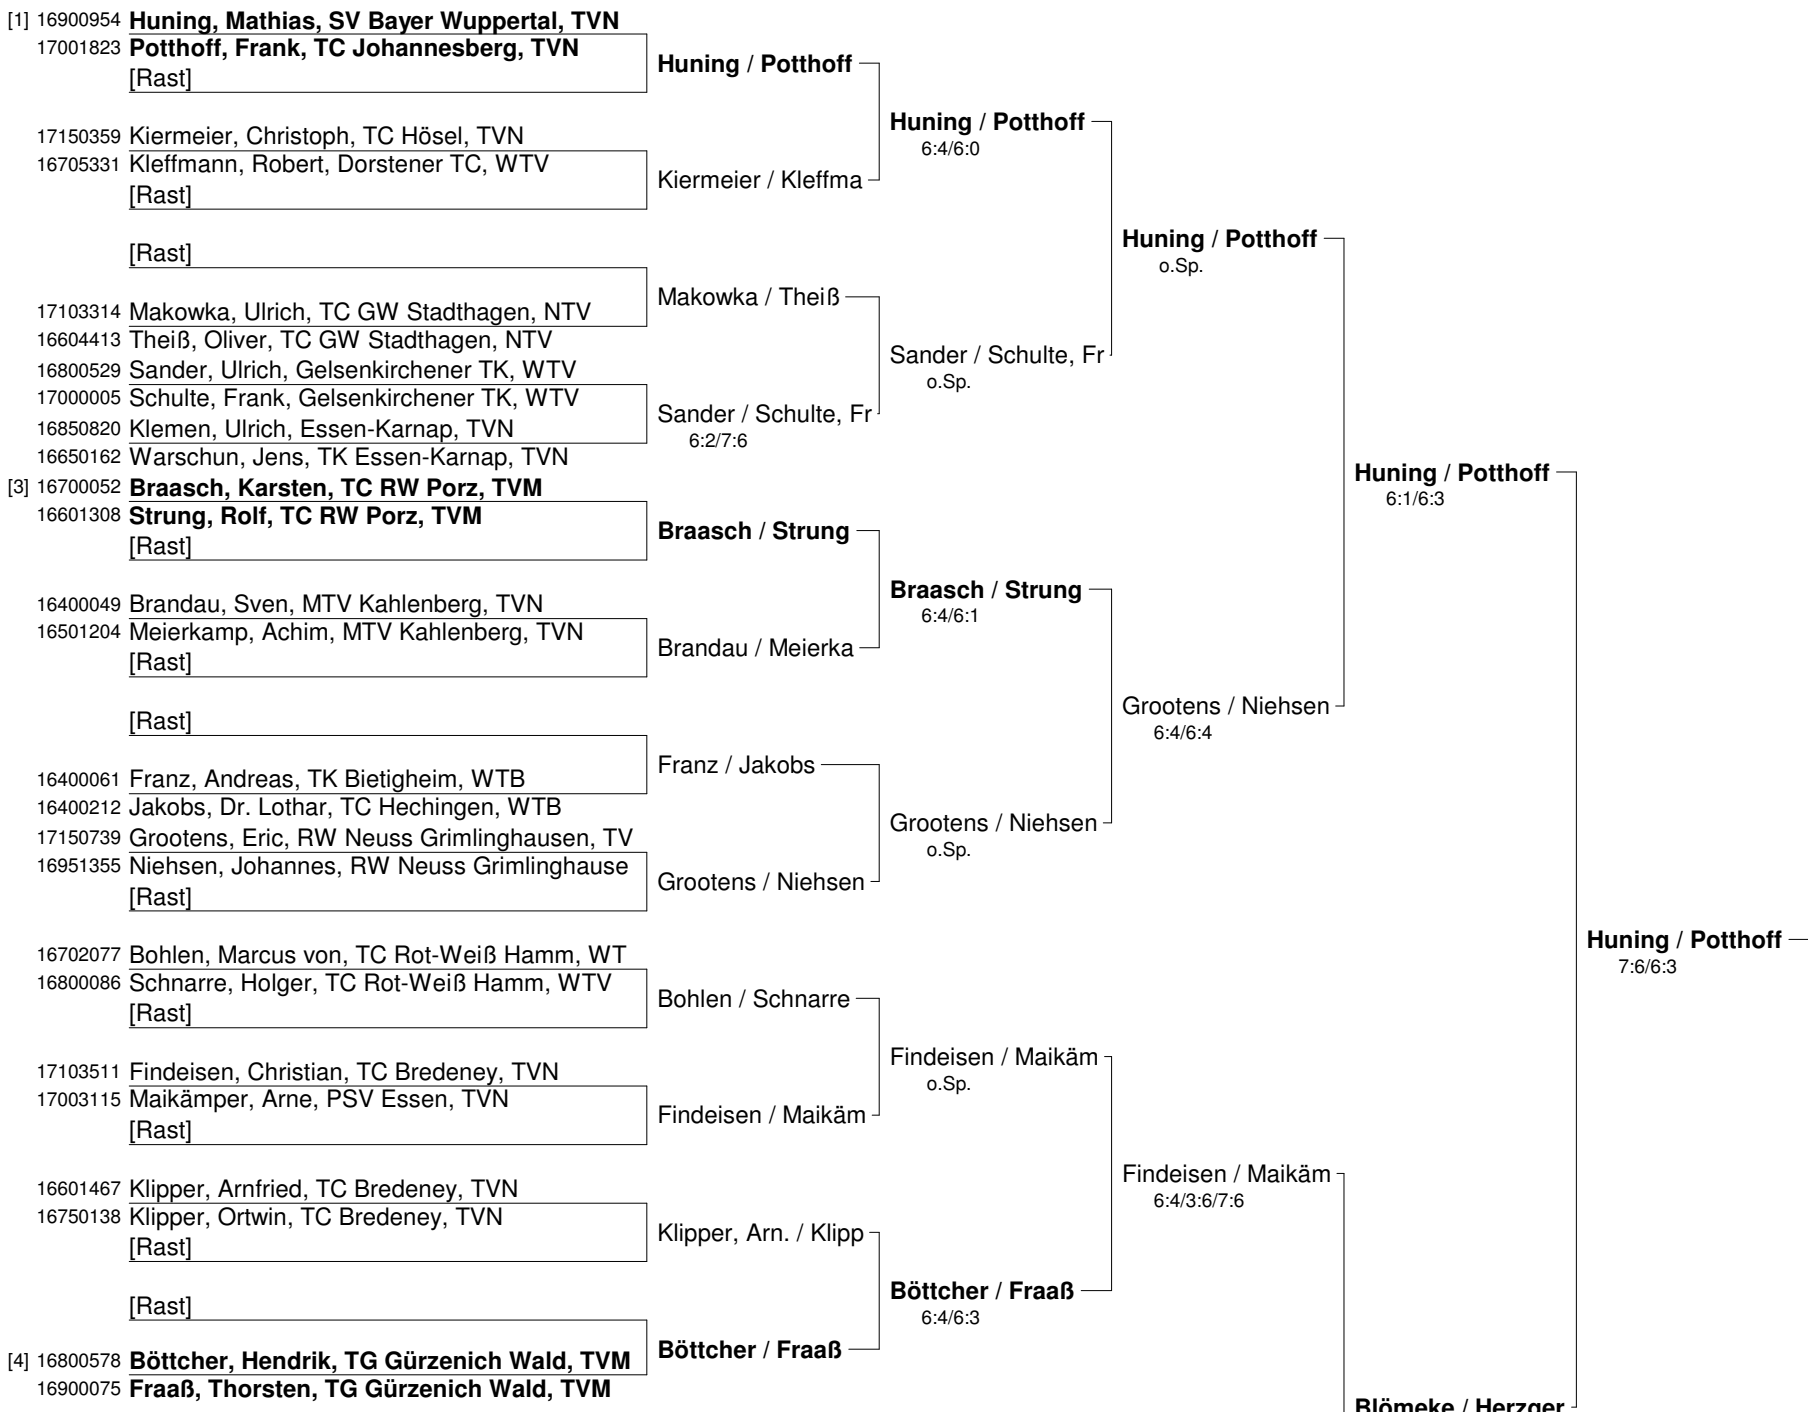 [1] 16900954 Huning, Mathias, SV Bayer Wuppertal, TVN
17001823 Potthoff, Frank, TC Johannesberg, TVN
[Rast]
Huning / Potthoff
17150359 Kiermeier, Christoph, TC Hösel, TVN
16705331 Kleffmann, Robert, Dorstener TC, WTV
[Rast]
Kiermeier / Kleffma
Huning / Potthoff
6:4/6:0
[Rast]
17103314 Makowka, Ulrich, TC GW Stadthagen, NTV
16604413 Theiß, Oliver, TC GW Stadthagen, NTV
Makowka / Theiß
16800529 Sander, Ulrich, Gelsenkirchener TK, WTV
17000005 Schulte, Frank, Gelsenkirchener TK, WTV
16850820 Klemen, Ulrich, Essen-Karnap, TVN
16650162 Warschun, Jens, TK Essen-Karnap, TVN
Sander / Schulte, Fr
6:2/7:6
Sander / Schulte, Fr
o.Sp.
Huning / Potthoff
o.Sp.
[3] 16700052 Braasch, Karsten, TC RW Porz, TVM
16601308 Strung, Rolf, TC RW Porz, TVM
[Rast]
Braasch / Strung
16400049 Brandau, Sven, MTV Kahlenberg, TVN
16501204 Meierkamp, Achim, MTV Kahlenberg, TVN
[Rast]
Brandau / Meierka
Braasch / Strung
6:4/6:1
[Rast]
16400061 Franz, Andreas, TK Bietigheim, WTB
16400212 Jakobs, Dr. Lothar, TC Hechingen, WTB
Franz / Jakobs
17150739 Grootens, Eric, RW Neuss Grimlinghausen, TV
16951355 Niehsen, Johannes, RW Neuss Grimlinghause
[Rast]
Grootens / Niehsen
Grootens / Niehsen
o.Sp.
Grootens / Niehsen
6:4/6:4
Huning / Potthoff
6:1/6:3
16702077 Bohlen, Marcus von, TC Rot-Weiß Hamm, WT
16800086 Schnarre, Holger, TC Rot-Weiß Hamm, WTV
[Rast]
Bohlen / Schnarre
17103511 Findeisen, Christian, TC Bredeney, TVN
17003115 Maikämper, Arne, PSV Essen, TVN
[Rast]
Findeisen / Maikäm
Findeisen / Maikäm
o.Sp.
16601467 Klipper, Arnfried, TC Bredeney, TVN
16750138 Klipper, Ortwin, TC Bredeney, TVN
[Rast]
Klipper, Arn. / Klipp
[Rast]
[4] 16800578 Böttcher, Hendrik, TG Gürzenich Wald, TVM
16900075 Fraaß, Thorsten, TG Gürzenich Wald, TVM
Böttcher / Fraaß
Böttcher / Fraaß
6:4/6:3
Findeisen / Maikäm
6:4/3:6/7:6
Blömeke / Herzger
Huning / Potthoff
7:6/6:3